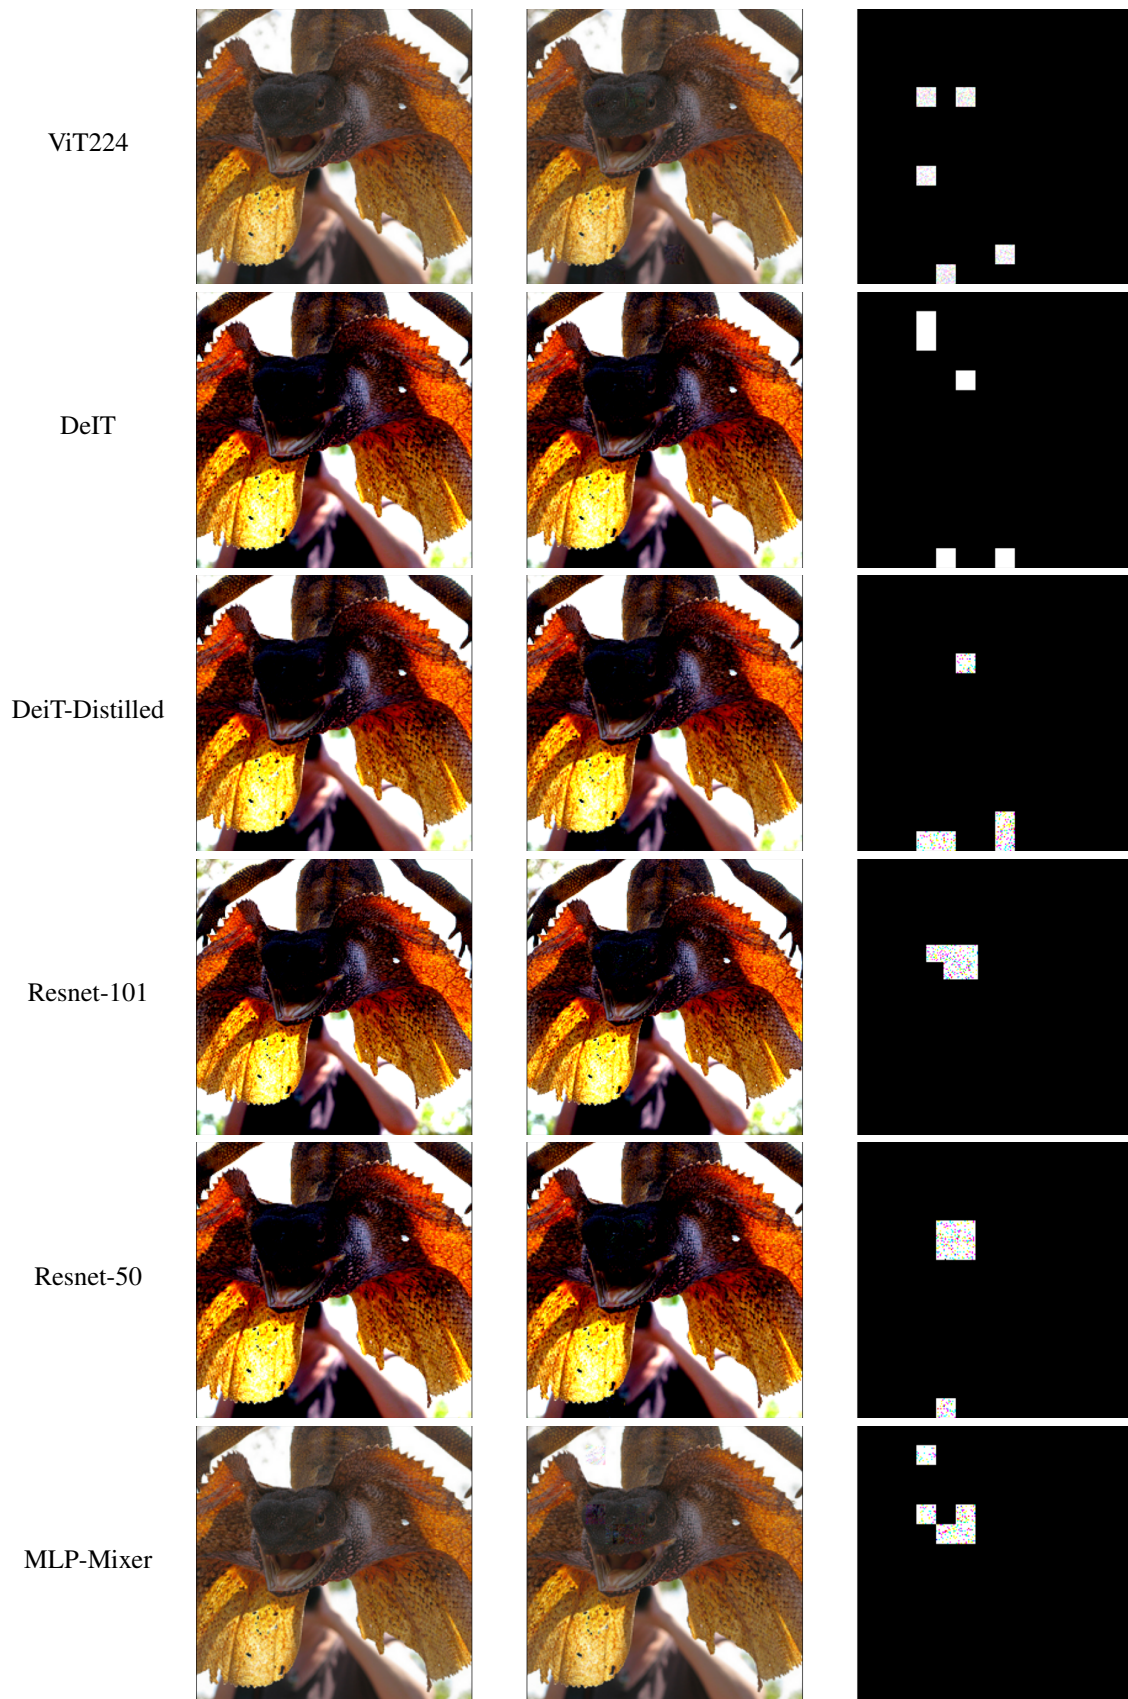 ViT224
DeIT
DeiT-Distilled
Resnet-101
Resnet-50
MLP-Mixer